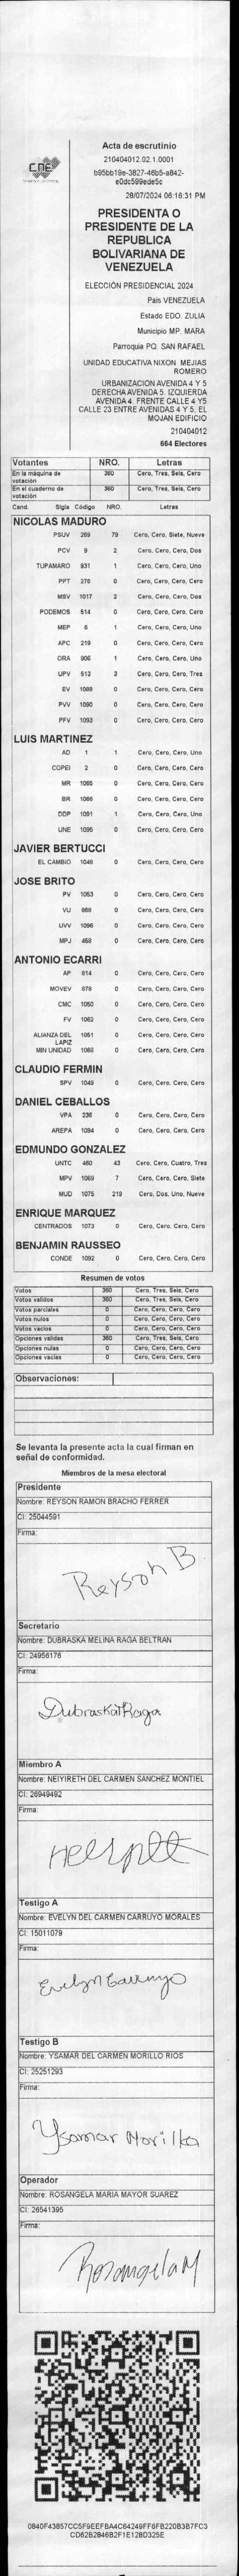 CNE
Acta de escrutinio
210404012.02.1.0001
b95bb19e-3827-46b5-a842-
e0dc599ede5c
28/07/2024 06:16:31 PM
PRESIDENTA O
PRESIDENTE DE LA
REPUBLICA
BOLIVARIANA DE
VENEZUELA
ELECCIÓN PRESIDENCIAL 2024
Pais VENEZUELA
Estado EDO. ZULIA
Municipio MP. MARA
Parroquia PQ. SAN RAFAEL
UNIDAD EDUCATIVA NIXON MEJIAS
ROMERO
URBANIZACION AVENIDA 4 Y 5
DERECHA AVENIDA 5. IZQUIERDA
AVENIDA 4. FRENTE CALLE 4 Y5
CALLE 23 ENTRE AVENIDAS 4 Y 5, EL
MOJAN EDIFICIO
210404012
664 Electores
Votantes NRO. Letras
En la máquina de votación 360 Cero, Tres, Seis, Cero
En el cuaderno de votación 360 Cero, Tres, Seis, Cero
Cand. Sigla Código NRO. Letras
NICOLAS MADURO
PSUV 269 79 Cero, Cero, Siete, Nueve
PCV 9 2 Cero, Cero, Cero, Dos
TUPAMARO 931 1 Cero, Cero, Cero, Uno
PPT 276 0 Cero, Cero, Cero, Cero
MSV 1017 2 Cero, Cero, Cero, Dos
PODEMOS 514 0 Cero, Cero, Cero, Cero
MEP 6 1 Cero, Cero, Cero, Uno
APC 219 0 Cero, Cero, Cero, Cero
ORA 906 1 Cero, Cero, Cero, Uno
UPV 513 3 Cero, Cero, Cero, Tres
EV 1089 0 Cero, Cero, Cero, Cero
PVV 1090 0 Cero, Cero, Cero, Cero
PFV 1093 0 Cero, Cero, Cero, Cero
LUIS MARTINEZ
AD 1 1 Cero, Cero, Cero, Uno
COPEI 2 0 Cero, Cero, Cero, Cero
MR 1065 0 Cero, Cero, Cero, Cero
BR 1066 0 Cero, Cero, Cero, Cero
DDP 1091 1 Cero, Cero, Cero, Uno
UNE 1095 0 Cero, Cero, Cero, Cero
JAVIER BERTUCCI
EL CAMBIO 1048 0 Cero, Cero, Cero, Cero
JOSE BRITO
PV 1053 0 Cero, Cero, Cero, Cero
VU 868 0 Cero, Cero, Cero, Cero
UVV 1096 0 Cero, Cero, Cero, Cero
MPJ 458 0 Cero, Cero, Cero, Cero
ANTONIO ECARRI
AP 814 0 Cero, Cero, Cero, Cero
MOVEV 878 0 Cero, Cero, Cero, Cero
CMC 1050 0 Cero, Cero, Cero, Cero
FV 1062 0 Cero, Cero, Cero, Cero
ALIANZA DEL LAPIZ 1051 0 Cero, Cero, Cero, Cero
MIN UNIDAD 1068 0 Cero, Cero, Cero, Cero
CLAUDIO FERMIN
SPV 1049 0 Cero, Cero, Cero, Cero
DANIEL CEBALLOS
VPA 236 0 Cero, Cero, Cero, Cero
AREPA 1094 0 Cero, Cero, Cero, Cero
EDMUNDO GONZALEZ
UNTC 460 43 Cero, Cero, Cuatro, Tres
MPV 1069 7 Cero, Cero, Cero, Siete
MUD 1075 219 Cero, Dos, Uno, Nueve
ENRIQUE MARQUEZ
CENTRADOS 1073 0 Cero, Cero, Cero, Cero
BENJAMIN RAUSSEO
CONDE 1092 0 Cero, Cero, Cero, Cero
Resumen de votos
Votos 360 Cero, Tres, Seis, Cero
Votos validos 360 Cero, Tres, Seis, Cero
Votos parciales 0 Cero, Cero, Cero, Cero
Votos nulos 0 Cero, Cero, Cero, Cero
Votos vacios 0 Cero, Cero, Cero, Cero
Opciones validas 360 Cero, Tres, Seis, Cero
Opciones nulas 0 Cero, Cero, Cero, Cero
Opciones vacias 0 Cero, Cero, Cero, Cero
Observaciones:
Se levanta la presente acta la cual firman en
señal de conformidad.
Miembros de la mesa electoral
Presidente
Nombre: REYSON RAMON BRACHO FERRER
CI: 25044591
Firma:
Reyson B
Secretario
Nombre: DUBRASKA MELINA RAGA BELTRAN
CI: 24956176
Firma:
Dubraska Raga
Miembro A
Nombre: NEIYIRETH DEL CARMEN SANCHEZ MONTIEL
CI: 26949492
Firma:
Testigo A
Nombre: EVELYN DEL CARMEN CARRUYO MORALES
CI: 15011079
Firma:
Evelyn Carruyo
Testigo B
Nombre: YSAMAR DEL CARMEN MORILLO RIOS
CI: 25251293
Firma:
Ysamar Morillo
Operador
Nombre: ROSANGELA MARIA MAYOR SUAREZ
CI: 26541395
Firma:
Rosangela M
0840F43857CC5F9EEFBA4C64249FF6FB220B3B7FC3
CD62B2846B2F1E128D325E